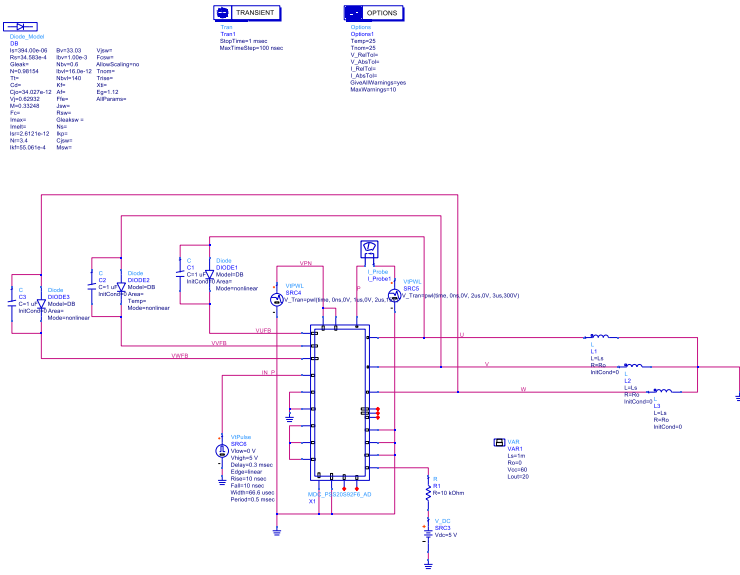 TRANSIENT
Tran
Tran1
StopTime=1 msec
MaxTimeStep=100 nsec
OPTIONS
Options
Options1
Temp=25
Tnom=25
V_RelTol=
V_AbsTol=
I_RelTol=
I_AbsTol=
GiveAllWarnings=yes
MaxWarnings=10
Diode_Model
DB
Is=394.00e-06 Bv=33.03 Vjsw=
Rs=34.583e-4 Ibv=1.00e-3 Fcsw=
Gleak= Nbv=0.6 AllowScaling=no
N=0.98154 Ibvl=16.0e-12 Tnom=
Tt= Nbvl=140 Trise=
Cd= Kf= Xti=
Cjo=34.027e-12 Af= Eg=1.12
Vj=0.62932 Ffe= AllParams=
M=0.33248 Jsw=
Fc= Rsw=
Imax= Gleaksw =
Imelt= Ns=
Isr=2.6121e-12 Ikp=
Nr=3.4 Cjsw=
Ikf=55.061e-4 Msw=
C
C3
C=1 uF
InitCond=0
Diode
DIODE3
Model=DB
Area=
Mode=nonlinear
C
C2
C=1 uF
InitCond=0
Diode
DIODE2
Model=DB
Area=
Temp=
Mode=nonlinear
C
C1
C=1 uF
InitCond=0
Diode
DIODE1
Model=DB
Area=
Mode=nonlinear
VPN
VtPWL
SRC4
V_Tran=pwl(time, 0ns,0V, 1us,0V, 2us,1
P
I_Probe
I_Probe1
VtPWL
SRC5
V_Tran=pwl(time, 0ns,0V, 2us,0V, 3us,300V)
VUFB
VVFB
VWFB
IN_P
U
V
W
L
L1
L=Ls
R=Ro
InitCond=0
L
L2
L=Ls
R=Ro
InitCond=0
L
L3
L=Ls
R=Ro
InitCond=0
VtPulse
SRC6
Vlow=0 V
Vhigh=5 V
Delay=0.3 msec
Edge=linear
Rise=10 nsec
Fall=10 nsec
Width=66.6 usec
Period=0.5 msec
X1
R
R1
R=10 kOhm
V_DC
SRC3
Vdc=5 V
VAR
VAR1
Ls=1m
Ro=0
Vcc=60
Lout=20